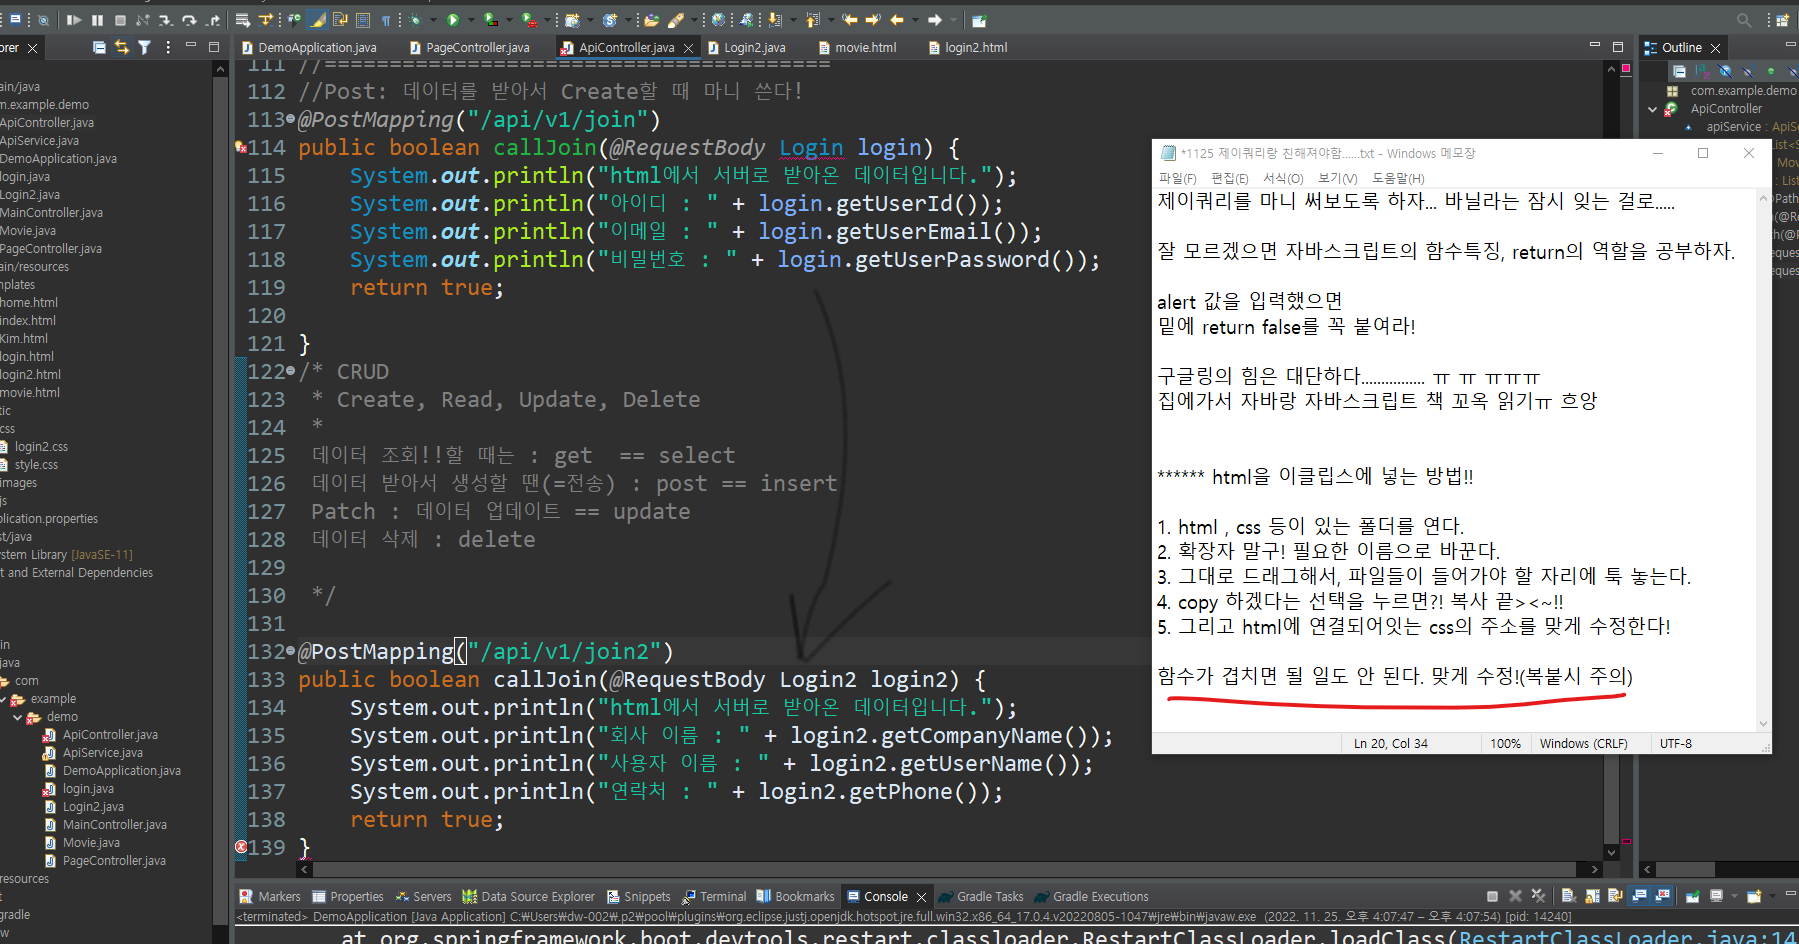 orer
DemoApplication.java
PageController.java
ApiController.java
Login2.java
movie.html
login2.html
Outline
ain/java
m.example.demo
ApiController.java
ApiService.java
DemoApplication.java
login.java
Login2.java
MainController.java
Movie.java
PageController.java
ain/resources
mplates
home.html
index.html
Kim.html
login.html
login2.html
movie.html
tic
css
login2.css
style.css
images
js
plication.properties
st/java
stem Library [JavaSE-11]
t and External Dependencies
in
java
com
example
demo
ApiController.java
ApiService.java
DemoApplication.java
login.java
Login2.java
MainController.java
Movie.java
PageController.java
resources
t
gradle
w
111 //=======================================
112 //Post: 데이터를 받아서 Create할 때 마니 쓴다!
113 @PostMapping("/api/v1/join")
114 public boolean callJoin(@RequestBody Login login) {
115 System.out.println("html에서 서버로 받아온 데이터입니다.");
116 System.out.println("아이디 : " + login.getUserId());
117 System.out.println("이메일 : " + login.getUserEmail());
118 System.out.println("비밀번호 : " + login.getUserPassword());
119 return true;
120
121 }
122 /* CRUD
123 * Create, Read, Update, Delete
124 *
125 데이터 조회!!할 때는 : get == select
126 데이터 받아서 생성할 땐(=전송) : post == insert
127 Patch : 데이터 업데이트 == update
128 데이터 삭제 : delete
129
130 */
131
132 @PostMapping("/api/v1/join2")
133 public boolean callJoin(@RequestBody Login2 login2) {
134 System.out.println("html에서 서버로 받아온 데이터입니다.");
135 System.out.println("회사 이름 : " + login2.getCompanyName());
136 System.out.println("사용자 이름 : " + login2.getUserName());
137 System.out.println("연락처 : " + login2.getPhone());
138 return true;
139 }
com.example.demo
ApiController
apiService : ApiSe
*1125 제이쿼리랑 친해져야함......txt - Windows 메모장
파일(F) 편집(E) 서식(O) 보기(V) 도움말(H)
제이쿼리를 마니 써보도록 하자... 바닐라는 잠시 잊는 걸로.....
잘 모르겠으면 자바스크립트의 함수특징, return의 역할을 공부하자.
alert 값을 입력했으면
밑에 return false를 꼭 붙여라!
구글링의 힘은 대단하다................ ㅠ ㅠ ㅠㅠㅠ
집에가서 자바랑 자바스크립트 책 꼬옥 읽기ㅠ 흐앙
****** html을 이클립스에 넣는 방법!!
1. html , css 등이 있는 폴더를 연다.
2. 확장자 말구! 필요한 이름으로 바꾼다.
3. 그대로 드래그해서, 파일들이 들어가야 할 자리에 툭 놓는다.
4. copy 하겠다는 선택을 누르면?! 복사 끝><~!!
5. 그리고 html에 연결되어잇는 css의 주소를 맞게 수정한다!
함수가 겹치면 될 일도 안 된다. 맞게 수정!(복붙시 주의)
Ln 20, Col 34
100%
Windows (CRLF)
UTF-8
Markers
Properties
Servers
Data Source Explorer
Snippets
Terminal
Bookmarks
Console
Gradle Tasks
Gradle Executions
<terminated> DemoApplication [Java Application] C:₩Users₩dw-002₩.p2₩pool₩plugins₩org.eclipse.justj.openjdk.hotspot.jre.full.win32.x86_64_17.0.4.v20220805-1047₩jre₩bin₩javaw.exe (2022. 11. 25. 오후 4:07:47 – 오후 4:07:54) [pid: 14240]
at org.springframework.boot.devtools.restart.classloader.RestartClassLoader.loadClass(RestartClassLoader.java:14